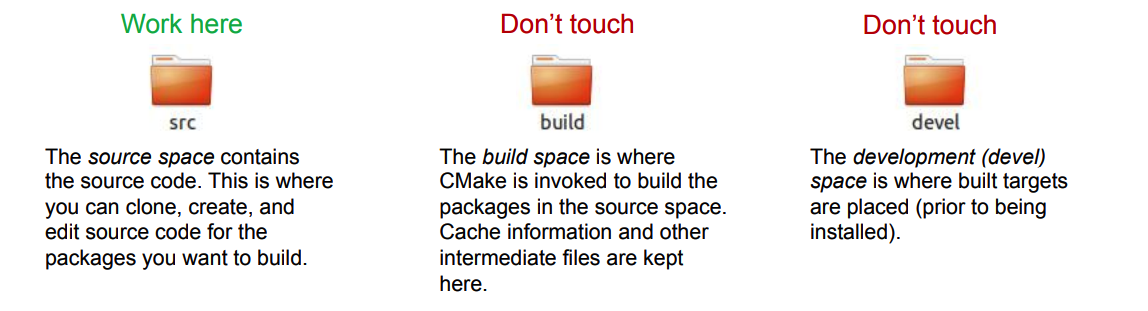 Work here
src
The source space contains
the source code. This is where
you can clone, create, and
edit source code for the
packages you want to build.
Don't touch
build
The build space is where
CMake is invoked to build the
packages in the source space.
Cache information and other
intermediate files are kept
here.
Don't touch
devel
The development (devel)
space is where built targets
are placed (prior to being
installed).